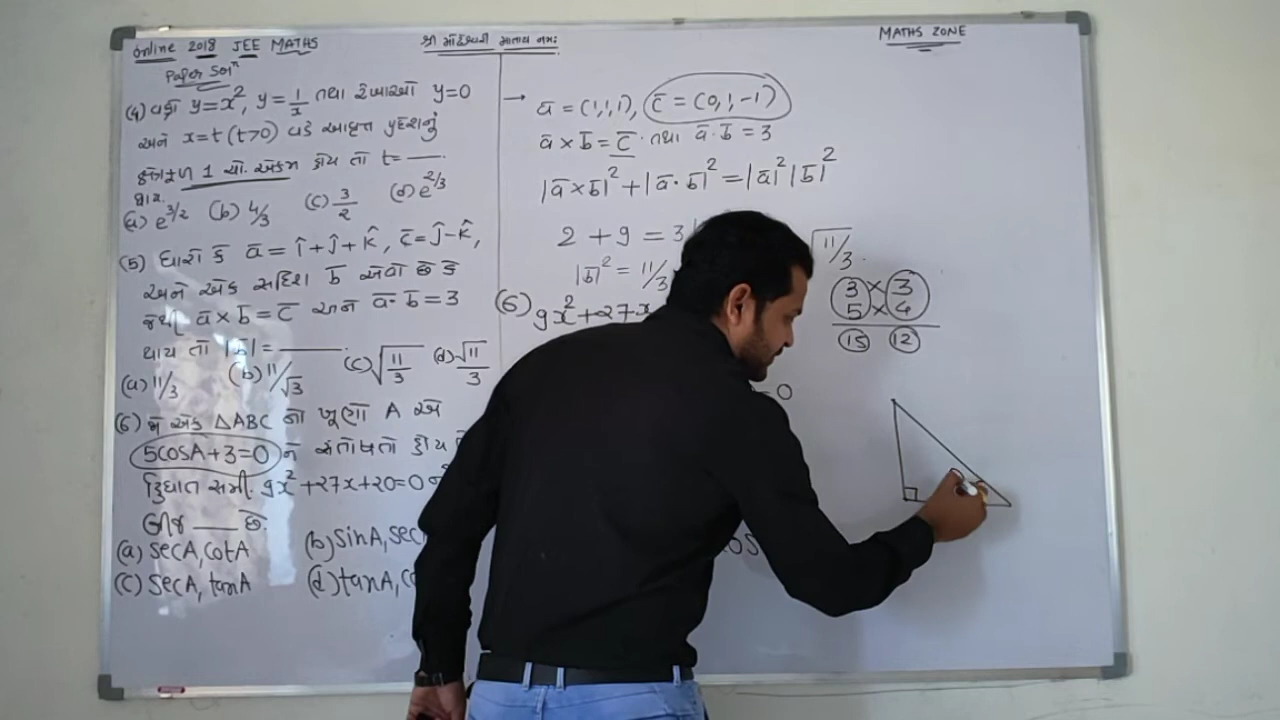 online 2018 JEE MATHS
Paper Solⁿ
(4) વક્રો y=x², y=1/x તથા રેખાઓ y=0
અને x=t (t>0) વડે આવૃત્ત પ્રદેશનું
ક્ષેત્રફળ 1 ચો. એકમ હોય તો t= ___.
થાય.
(a) e^3/2 (b) 4/3 (c) 3/2 (d) e^2/3
(5) ધારો કે ā = î+ĵ+k̂, c̄=ĵ-k̂,
અને એક સદિશ b̄ એવો છે કે
જેથી ā×b̄=c̄ અને ā·b̄=3
થાય તો |b̄|= ___
(a) 11/3 (b) 11/√3 (c) √(11/3) (d) √11/3
(6) જો એક △ABC નો ખૂણો A એ
5cosA+3=0 ને સંતોષતો હોય
દ્વિઘાત સમી. 9x²+27x+20=0
બીજ ___ છે.
(a) secA, cotA (b) sinA, sec
(c) secA, tanA (d) tanA,
શ્રી મોઢેશ્વરી માતાય નમઃ
MATHS ZONE
→ ā = (1,1,1), c̄ = (0,1,-1)
ā×b̄=c̄ તથા ā·b̄=3
|ā×b̄|²+|ā·b̄|²=|ā|²|b̄|²
2+9=3
|b̄|²=11/3 √11/3.
(6) 9x²+27x
=0
3×3
5×4
15 12